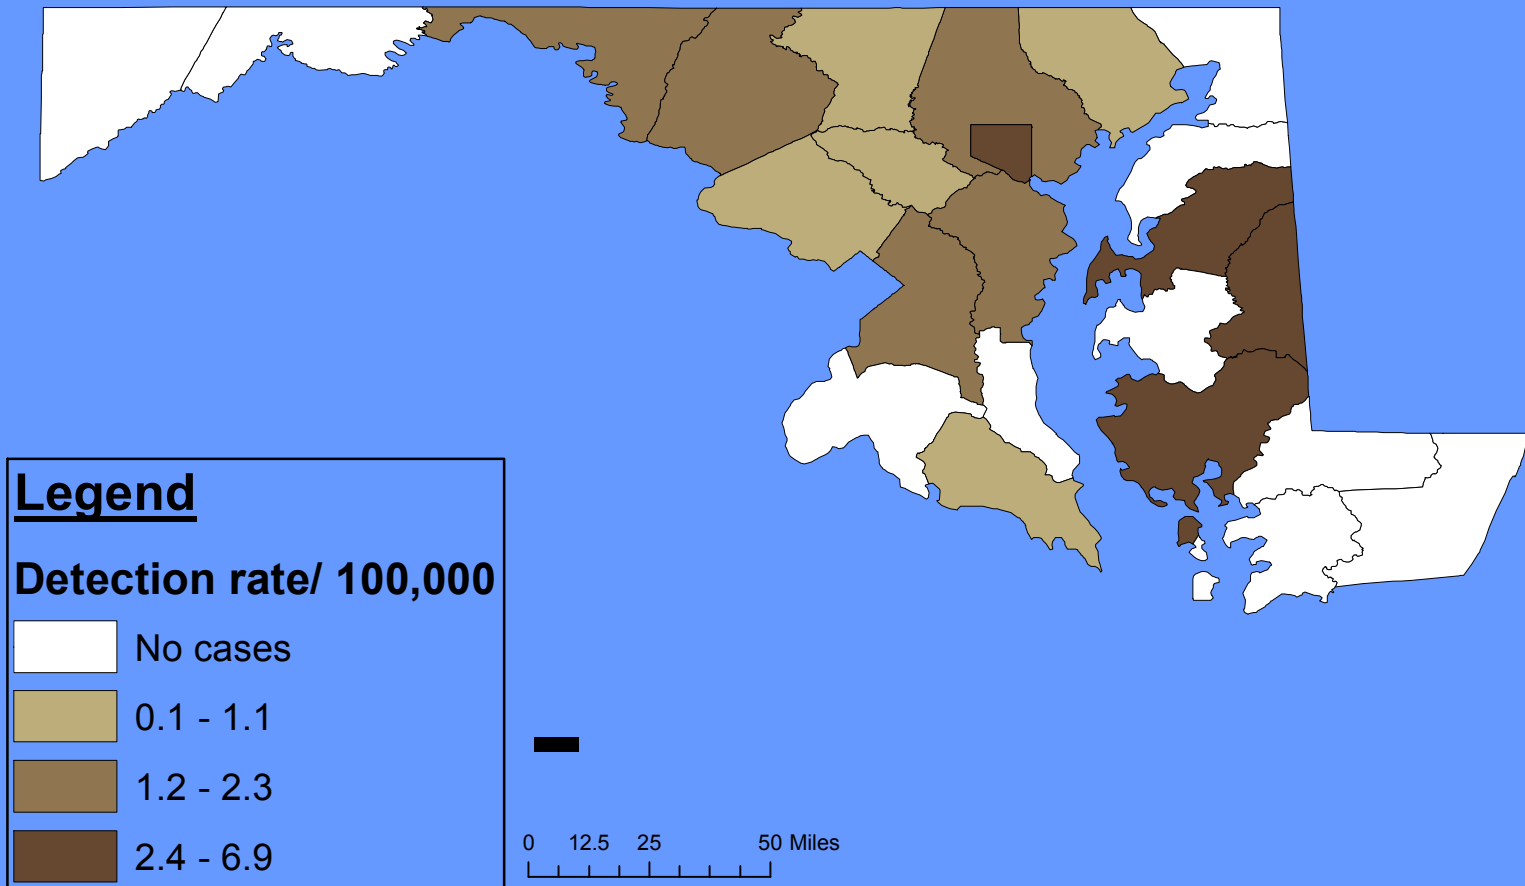 Legend
Detection rate/ 100,000
No cases
0.1 - 1.1
1.2 - 2.3
2.4 - 6.9
0 12.5 25 50 Miles